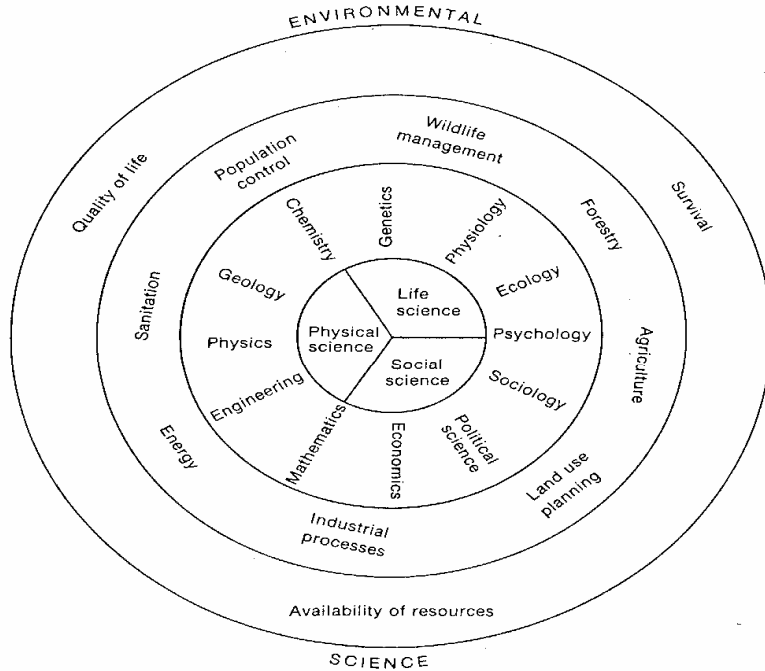 ENVIRONMENTAL
Quality of life
Survival
Population
control
Wildlife
management
Forestry
Sanitation
Agriculture
Energy
Land use
planning
Industrial
processes
Chemistry
Genetics
Physiology
Geology
Ecology
Physics
Psychology
Engineering
Sociology
Mathematics
Economics
Political
science
Life
science
Physical
science
Social
science
Availability of resources
SCIENCE